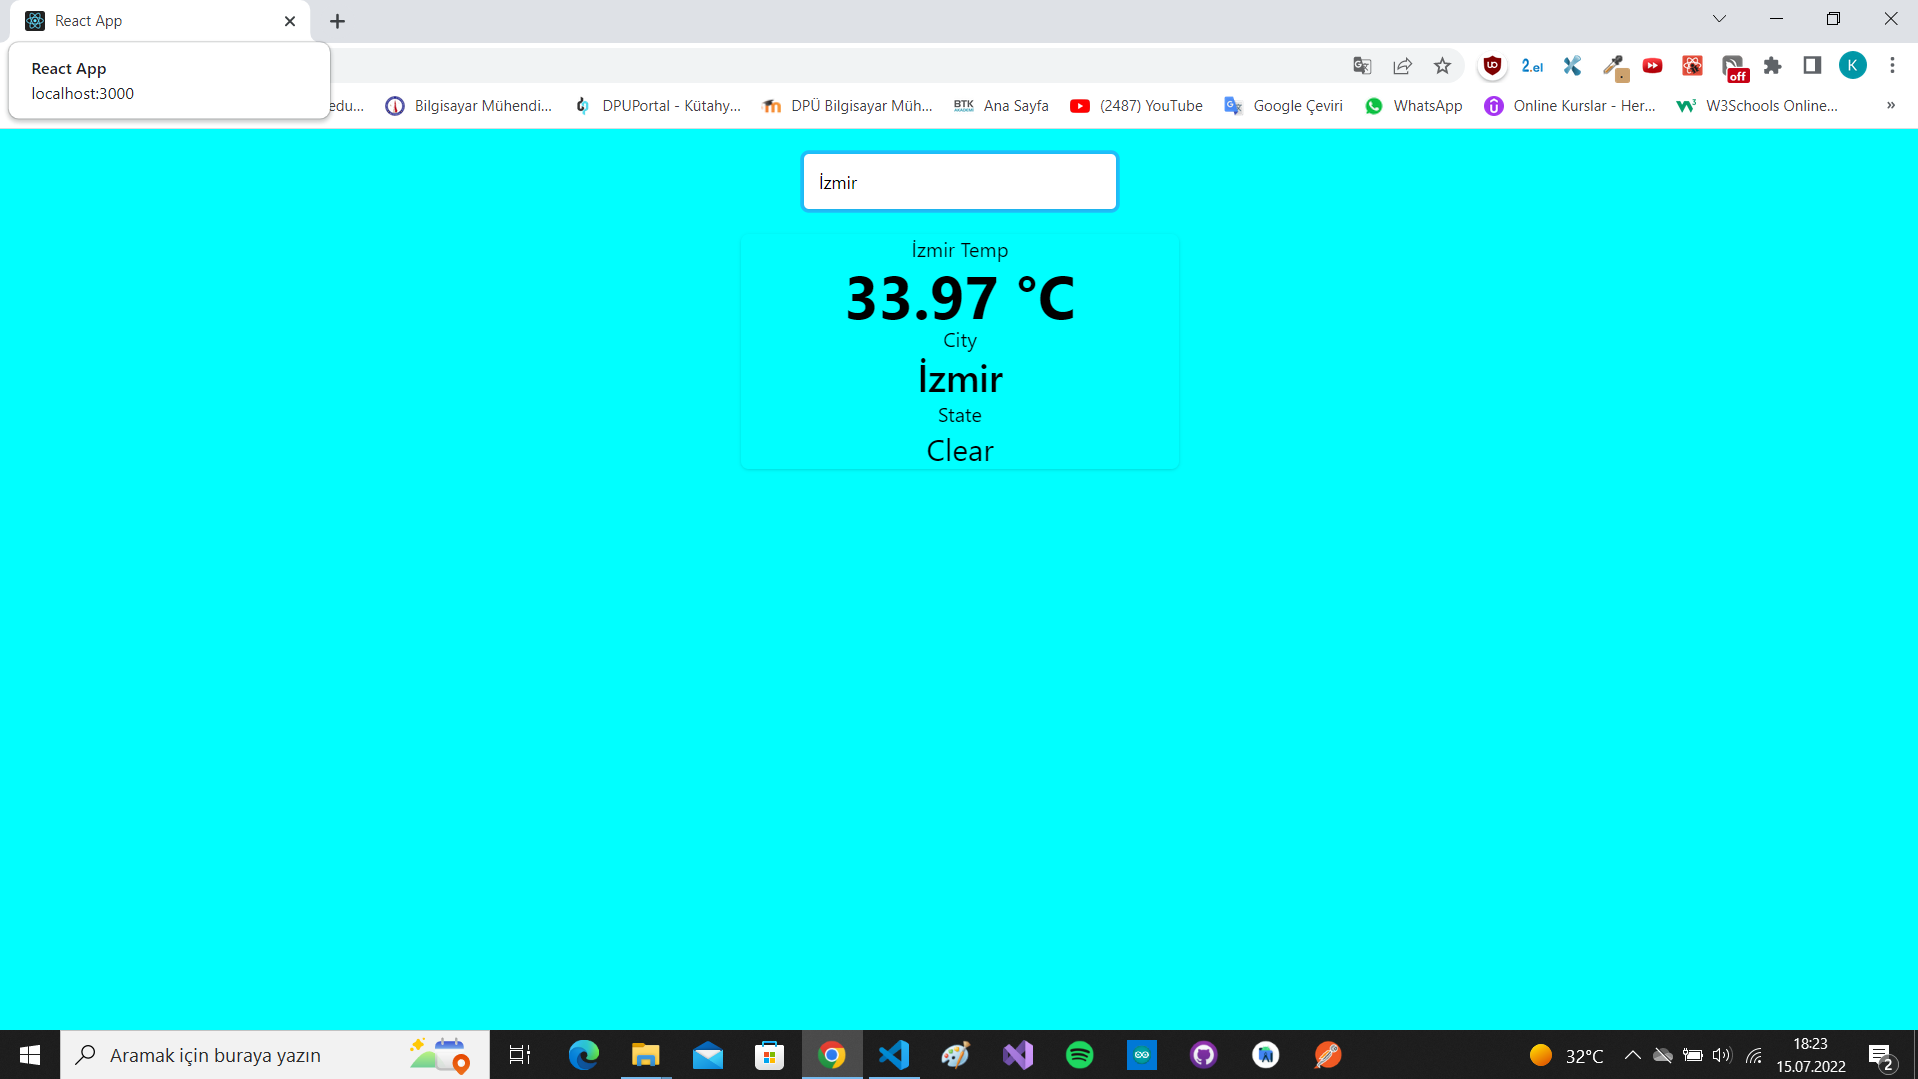 React App
React App
localhost:3000
2.el
off
K
edu...
Bilgisayar Mühendi...
DPUPortal - Kütahy...
DPÜ Bilgisayar Müh...
BTK AKADEMİ
Ana Sayfa
(2487) YouTube
Google Çeviri
WhatsApp
Online Kurslar - Her...
W3Schools Online...
»
İzmir
İzmir Temp
33.97 °C
City
İzmir
State
Clear
Aramak için buraya yazın
32°C
18:23
15.07.2022
2